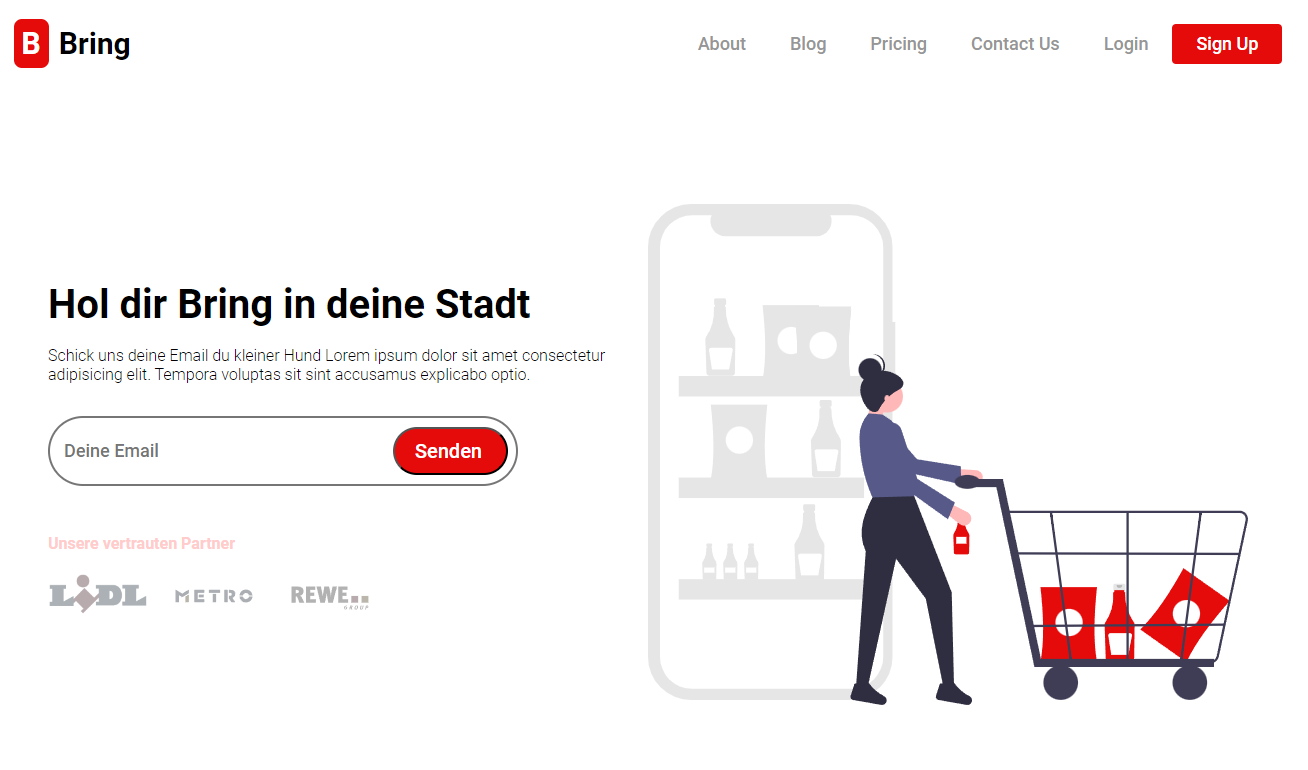 B Bring
About Blog Pricing Contact Us Login Sign Up
Hol dir Bring in deine Stadt
Schick uns deine Email du kleiner Hund Lorem ipsum dolor sit amet consectetur
adipisicing elit. Tempora voluptas sit sint accusamus explicabo optio.
Deine Email Senden
Unsere vertrauten Partner
LIDL METRO REWE GROUP